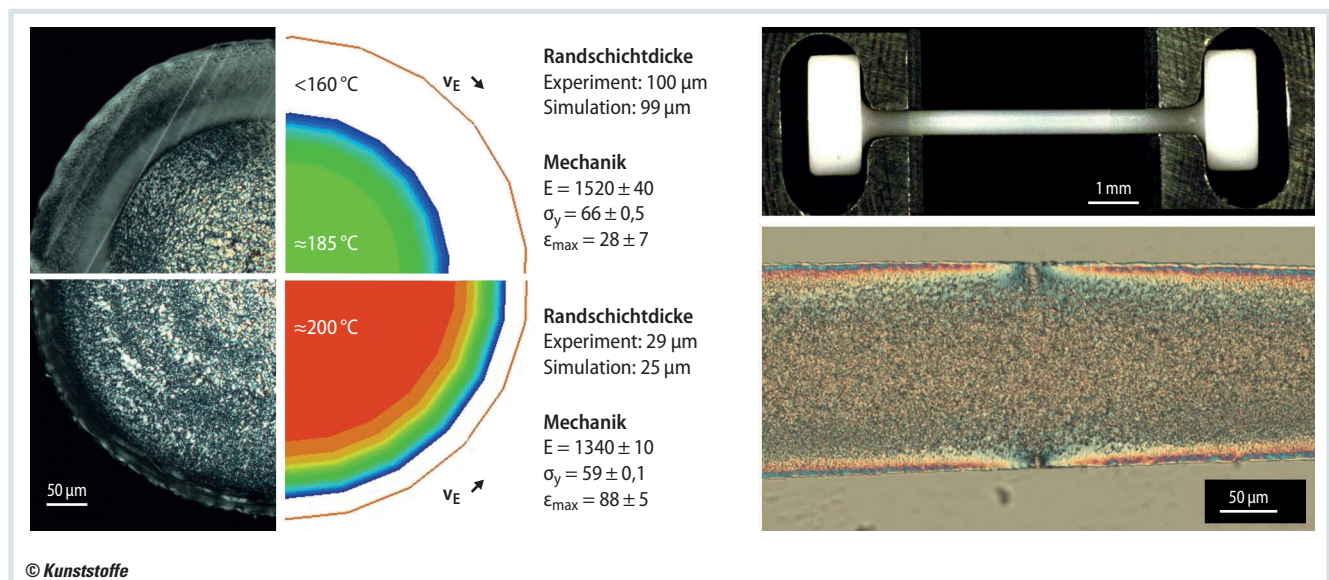 <160 °C
vE ↘
≈185 °C
Randschichtdicke
Experiment: 100 µm
Simulation: 99 µm
Mechanik
E = 1520 ± 40
σy = 66 ± 0,5
εmax = 28 ± 7
≈200 °C
vE ↗
50 µm
Randschichtdicke
Experiment: 29 µm
Simulation: 25 µm
Mechanik
E = 1340 ± 10
σy = 59 ± 0,1
εmax = 88 ± 5
1 mm
50 µm
© Kunststoffe